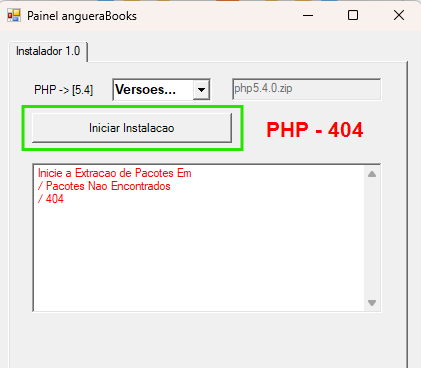 Painel angueraBooks
Instalador 1.0
PHP -> [5.4]
Versoes...
php5.4.0.zip
Iniciar Instalacao
PHP - 404
Inicie a Extracao de Pacotes Em
/ Pacotes Nao Encontrados
/ 404